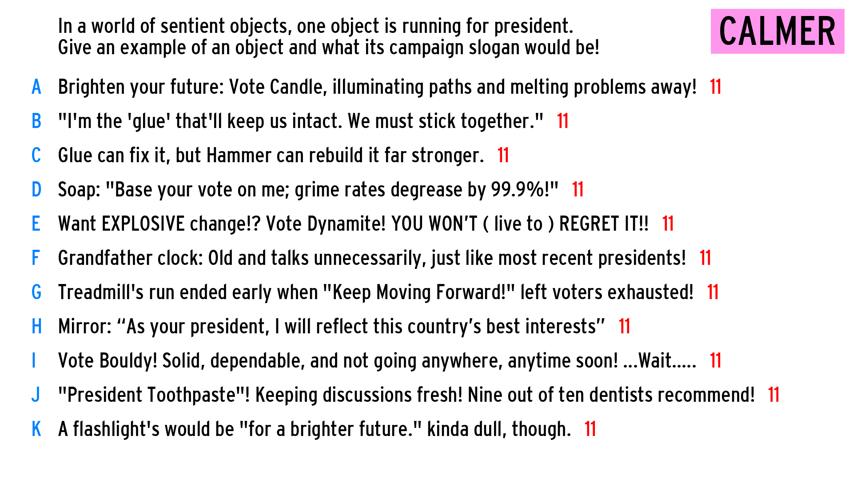 In a world of sentient objects, one object is running for president.
Give an example of an object and what its campaign slogan would be!
CALMER
A Brighten your future: Vote Candle, illuminating paths and melting problems away! 11
B "I'm the 'glue' that'll keep us intact. We must stick together." 11
C Glue can fix it, but Hammer can rebuild it far stronger. 11
D Soap: "Base your vote on me; grime rates degrease by 99.9%!" 11
E Want EXPLOSIVE change!? Vote Dynamite! YOU WON'T ( live to ) REGRET IT!! 11
F Grandfather clock: Old and talks unnecessarily, just like most recent presidents! 11
G Treadmill's run ended early when "Keep Moving Forward!" left voters exhausted! 11
H Mirror: “As your president, I will reflect this country’s best interests” 11
I Vote Bouldy! Solid, dependable, and not going anywhere, anytime soon! ...Wait..... 11
J "President Toothpaste"! Keeping discussions fresh! Nine out of ten dentists recommend! 11
K A flashlight's would be "for a brighter future." kinda dull, though. 11